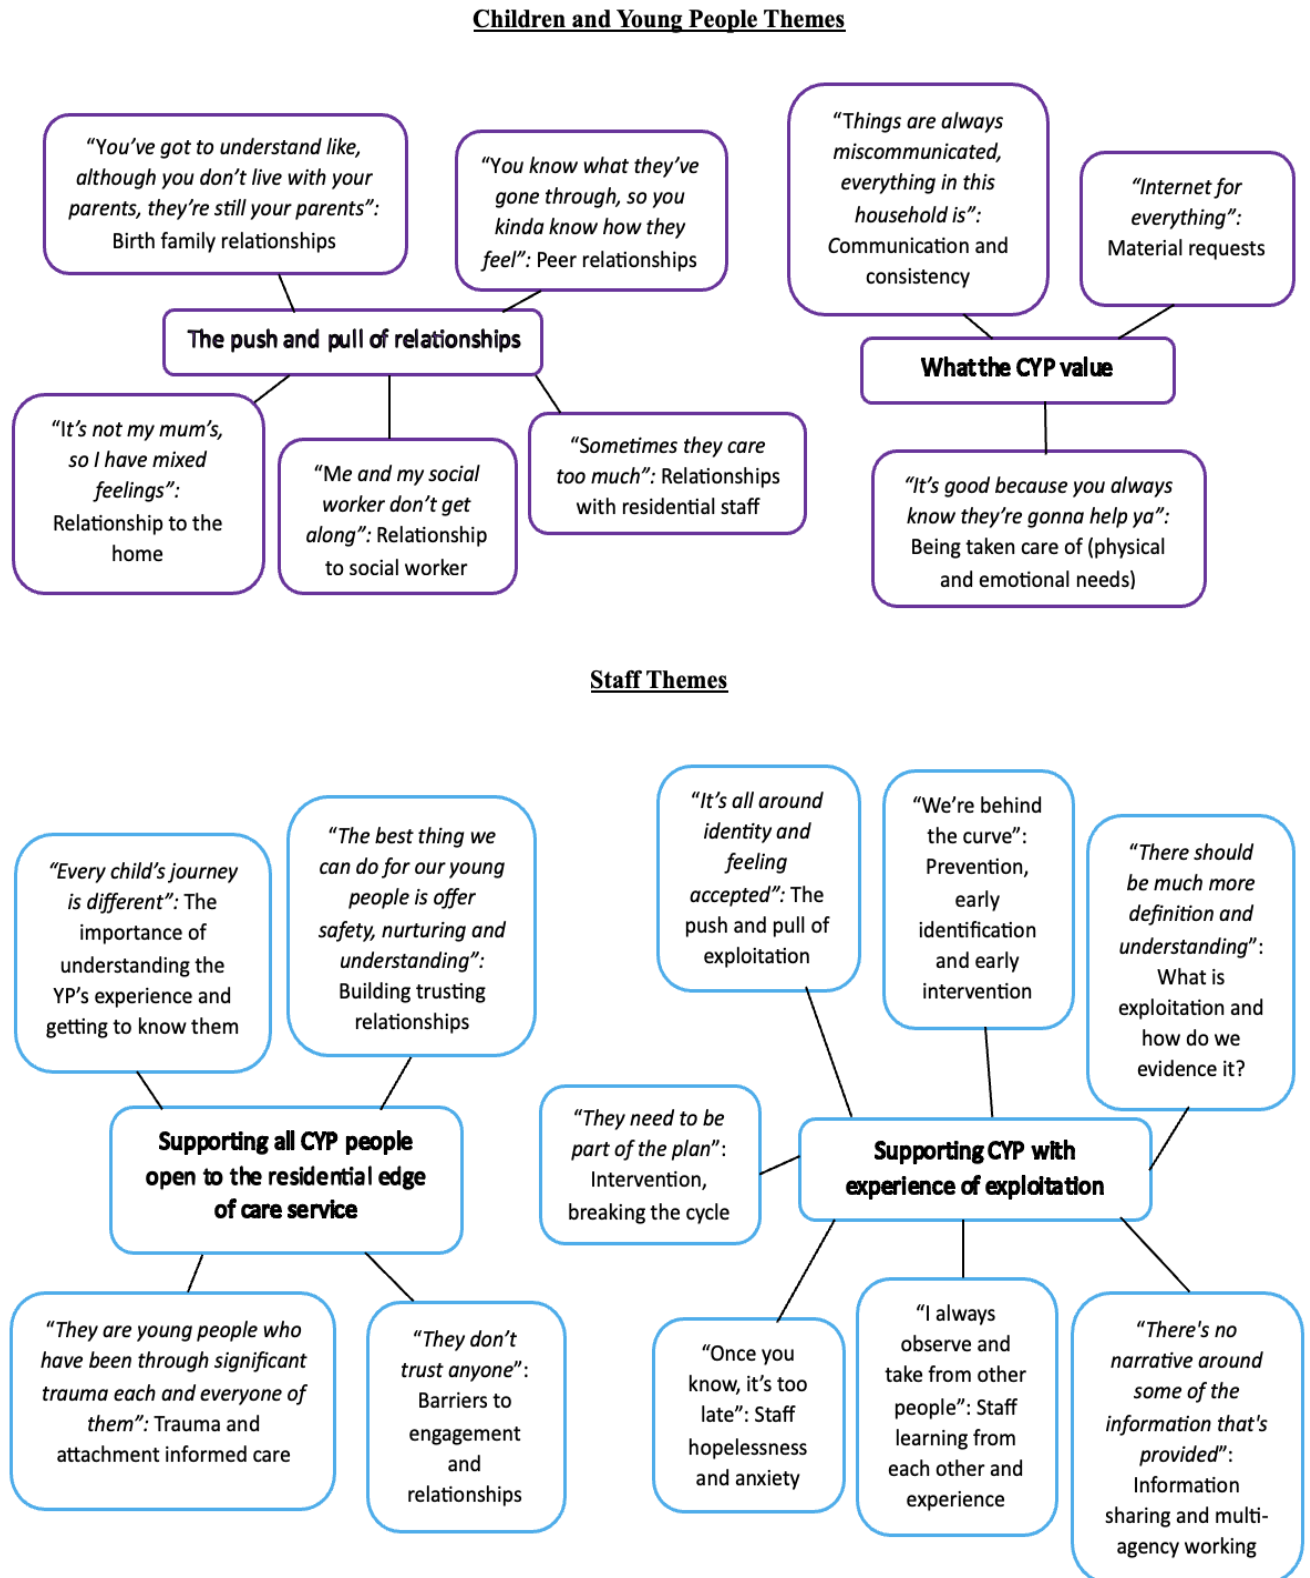 Children and Young People Themes
“You’ve got to understand like,
although you don’t live with your
parents, they’re still your parents”:
Birth family relationships
“You know what they’ve
gone through, so you
kinda know how they
feel”: Peer relationships
The push and pull of relationships
“It’s not my mum’s,
so I have mixed
feelings”:
Relationship to the
home
“Me and my social
worker don’t get
along”: Relationship
to social worker
“Sometimes they care
too much”: Relationships
with residential staff
“Things are always
miscommunicated,
everything in this
household is”:
Communication and
consistency
“Internet for
everything”:
Material requests
What the CYP value
“It’s good because you always
know they’re gonna help ya”:
Being taken care of (physical
and emotional needs)
Staff Themes
“Every child’s journey
is different”: The
importance of
understanding the
YP’s experience and
getting to know them
“The best thing we
can do for our young
people is offer
safety, nurturing and
understanding”:
Building trusting
relationships
Supporting all CYP people
open to the residential edge
of care service
“They are young people who
have been through significant
trauma each and everyone of
them”: Trauma and
attachment informed care
“They don’t
trust anyone”:
Barriers to
engagement
and
relationships
“It’s all around
identity and
feeling
accepted”: The
push and pull of
exploitation
“We’re behind
the curve”:
Prevention,
early
identification
and early
intervention
“There should
be much more
definition and
understanding”:
What is
exploitation and
how do we
evidence it?
“They need to be
part of the plan”:
Intervention,
breaking the cycle
Supporting CYP with
experience of exploitation
“Once you
know, it’s too
late”: Staff
hopelessness
and anxiety
“I always
observe and
take from other
people”: Staff
learning from
each other and
experience
“There's no
narrative around
some of the
information that's
provided”:
Information
sharing and multi-
agency working